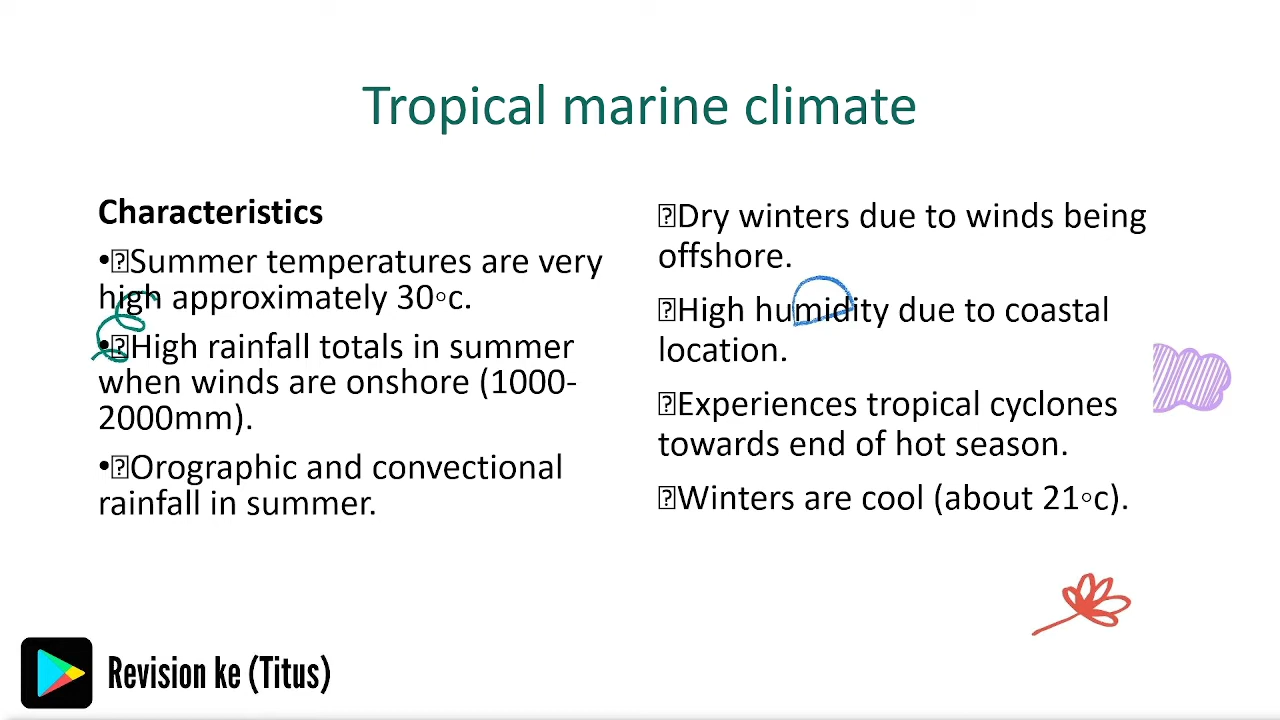 Tropical marine climate
Characteristics
•⍰Summer temperatures are very
high approximately 30◦c.
•⍰High rainfall totals in summer
when winds are onshore (1000-
2000mm).
•⍰Orographic and convectional
rainfall in summer.
⍰Dry winters due to winds being
offshore.
⍰High humidity due to coastal
location.
⍰Experiences tropical cyclones
towards end of hot season.
⍰Winters are cool (about 21◦c).
Revision ke (Titus)